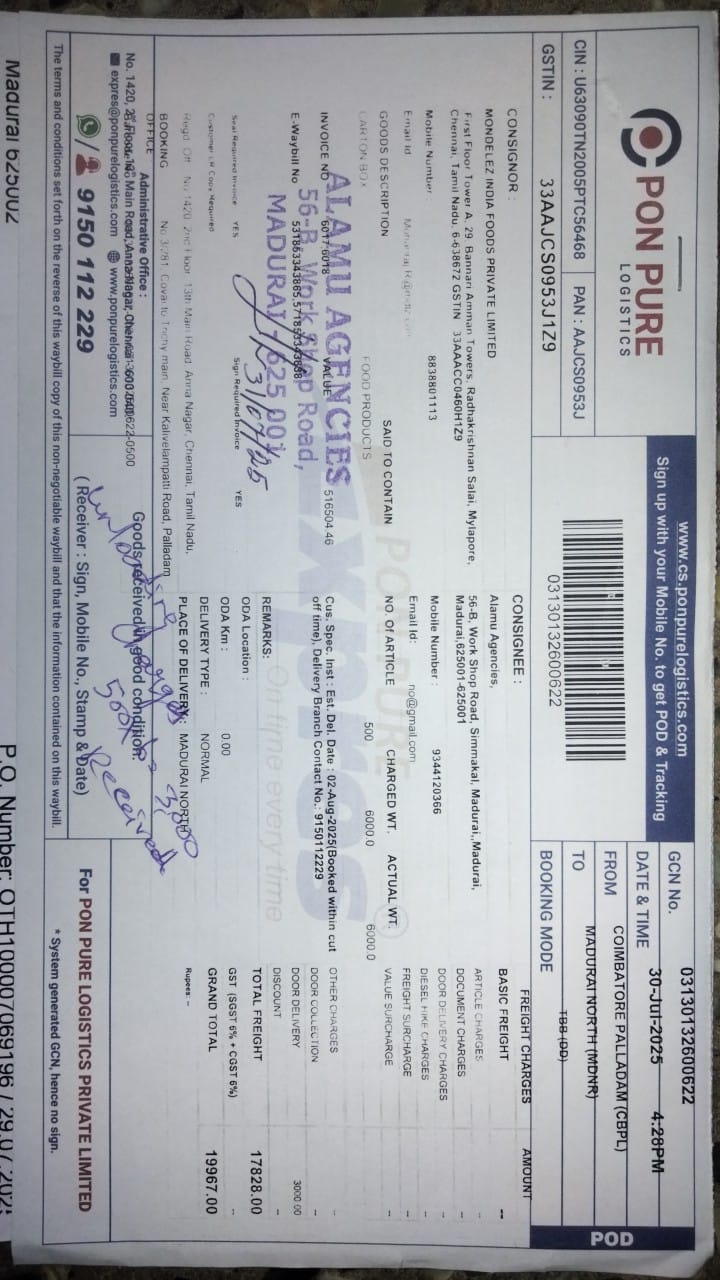 PON PURE
LOGISTICS
CIN : U63090TN2005PTC56468 PAN : AAJCS0953J
GSTIN : 33AAJCS0953J1Z9
www.cs.ponpurelogistics.com
Sign up with your Mobile No. to get POD & Tracking
03130132600622
GCN No. 03130132600622
DATE & TIME 30-Jul-2025 4:28PM
FROM COIMBATORE PALLADAM (CBPL)
TO MADURAI NORTH (MDNR)
BOOKING MODE TBB (DD)
POD
CONSIGNOR :
MONDELEZ INDIA FOODS PRIVATE LIMITED
First Floor, Tower A, 29, Bannari Amman Towers, Radhakrishnan Salai, Mylapore,
Chennai, Tamil Nadu, 6-638672 GSTIN 33AAACC0460H1Z9
Mobile Number: 8838801113
Email Id
CONSIGNEE :
Alamu Agencies,
56-B, Work Shop Road, Simmakal, Madurai,,Madurai,
Madurai,625001-625001
Mobile Number : 9344120366
Email Id: no@gmail.com
GOODS DESCRIPTION SAID TO CONTAIN NO. Of ARTICLE CHARGED WT. ACTUAL WT.
CARTON BOX FOOD PRODUCTS 500 6000.0 6000.0
INVOICE NO 6017-6018 VALUE 516504.46
E-Waybill No
ALAMU AGENCIES
56-B, Work Shop Road,
MADURAI - 625 001
Seal Required Invoice YES Sign Required Invoice YES
31/07/25
Customer LR Copy Required
Cus. Spec. Inst : Est. Del. Date : 02-Aug-2025(Booked within cut
off time), Delivery Branch Contact No.: 9150112229
REMARKS:
ODA Location :
ODA Km : 0.00
DELIVERY TYPE : NORMAL
PLACE OF DELIVERY: MADURAI NORTH
PON PURE
Expres
On time every time
FREIGHT CHARGES AMOUNT
BASIC FREIGHT --
ARTICLE CHARGES --
DOCUMENT CHARGES --
DOOR DELIVERY CHARGES --
DIESEL HIKE CHARGES --
FREIGHT SURCHARGE --
VALUE SURCHARGE --
OTHER CHARGES --
DOOR COLLECTION --
DOOR DELIVERY 3000.00
DISCOUNT --
TOTAL FREIGHT 17828.00
GST (SGST 6% + CGST 6%) --
GRAND TOTAL 19967.00
Rupees:--
Regd. Off No 1420, 2nd Floor, 13th Main Road, Anna Nagar, Chennai, Tamil Nadu,
BOOKING No 3/281, Covai to Trichy main, Near Kalivelampatti Road, Palladam
OFFICE
Administrative Office :
expres@ponpurelogistics.com www.ponpurelogistics.com
9150 112 229
Goods received in good condition.
500
3000
Received
( Receiver : Sign, Mobile No., Stamp & Date)
For PON PURE LOGISTICS PRIVATE LIMITED
* System generated GCN, hence no sign.
The terms and conditions set forth on the reverse of this waybill copy of this non-negotiable waybill and that the information contained on this waybill.
Madurai 625002
P.O. Number: OTH100007069196 / 29.07.202